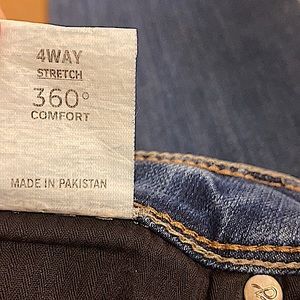 4WAY
STRETCH
360°
COMFORT
MADE IN PAKISTAN